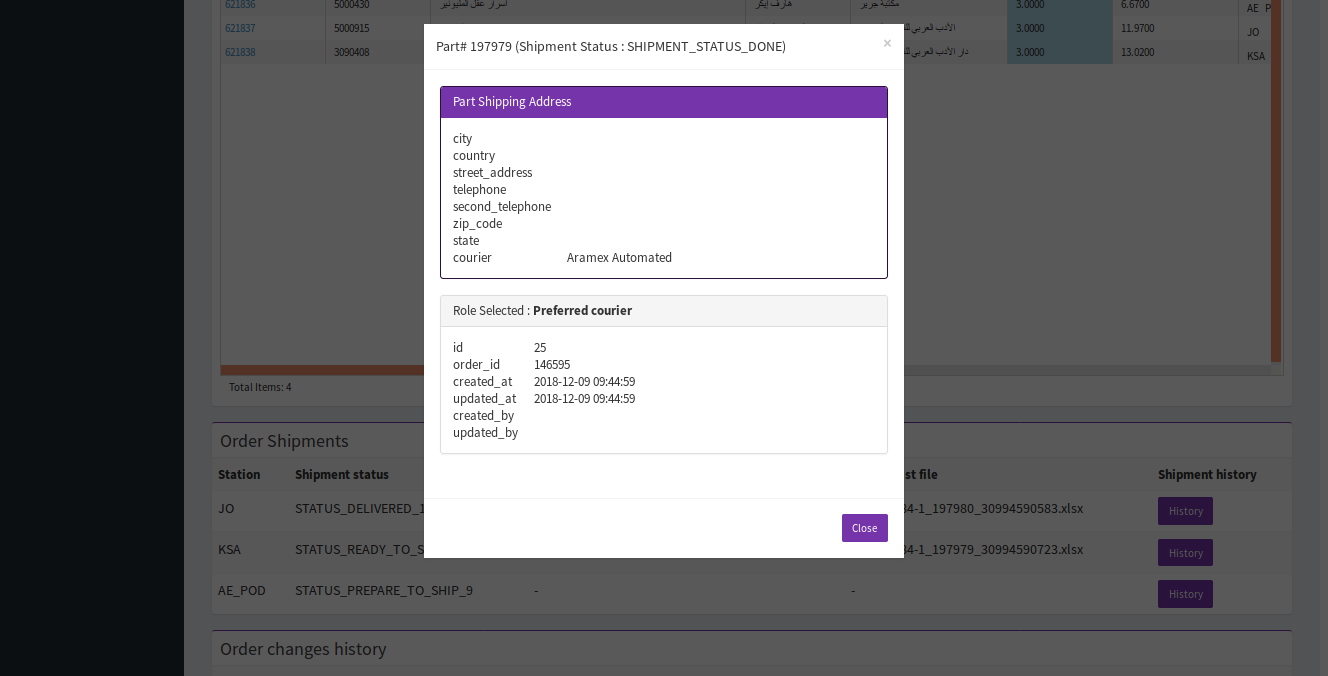 621836 5000430 أسرار عقل المليونير هارف إيكر مكتبة جرير 3.0000 6.6700 AE_P
621837 5000915 الأدب العربي 3.0000 11.9700 JO
621838 3090408 دار الأدب العربي 3.0000 13.0200 KSA
Part# 197979 (Shipment Status : SHIPMENT_STATUS_DONE) ×
Part Shipping Address
city
country
street_address
telephone
second_telephone
zip_code
state
courier Aramex Automated
Role Selected : Preferred courier
id 25
order_id 146595
created_at 2018-12-09 09:44:59
updated_at 2018-12-09 09:44:59
created_by
updated_by
Close
Total Items: 4
Order Shipments
Station Shipment status st file Shipment history
JO STATUS_DELIVERED_1 34-1_197980_30994590583.xlsx History
KSA STATUS_READY_TO_S 34-1_197979_30994590723.xlsx History
AE_POD STATUS_PREPARE_TO_SHIP_9 - - History
Order changes history